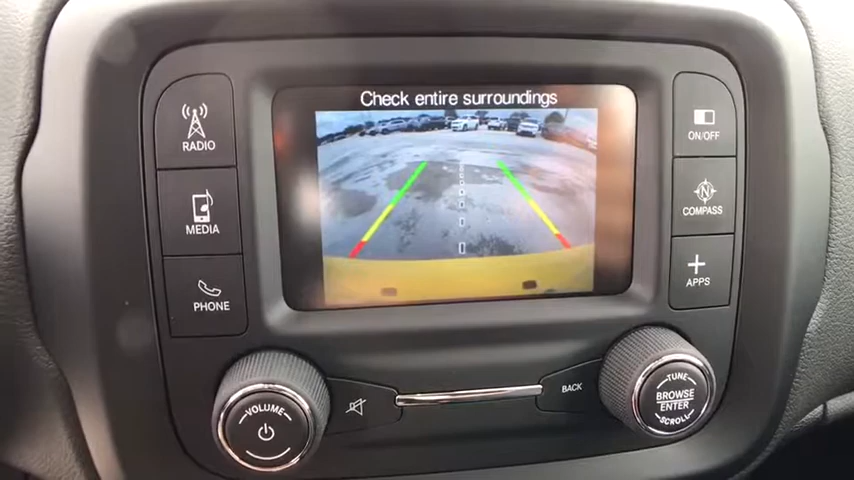 Check entire surroundings
RADIO
MEDIA
PHONE
ON/OFF
N
COMPASS
APPS
VOLUME
BACK
TUNE
BROWSE
ENTER
SCROLL